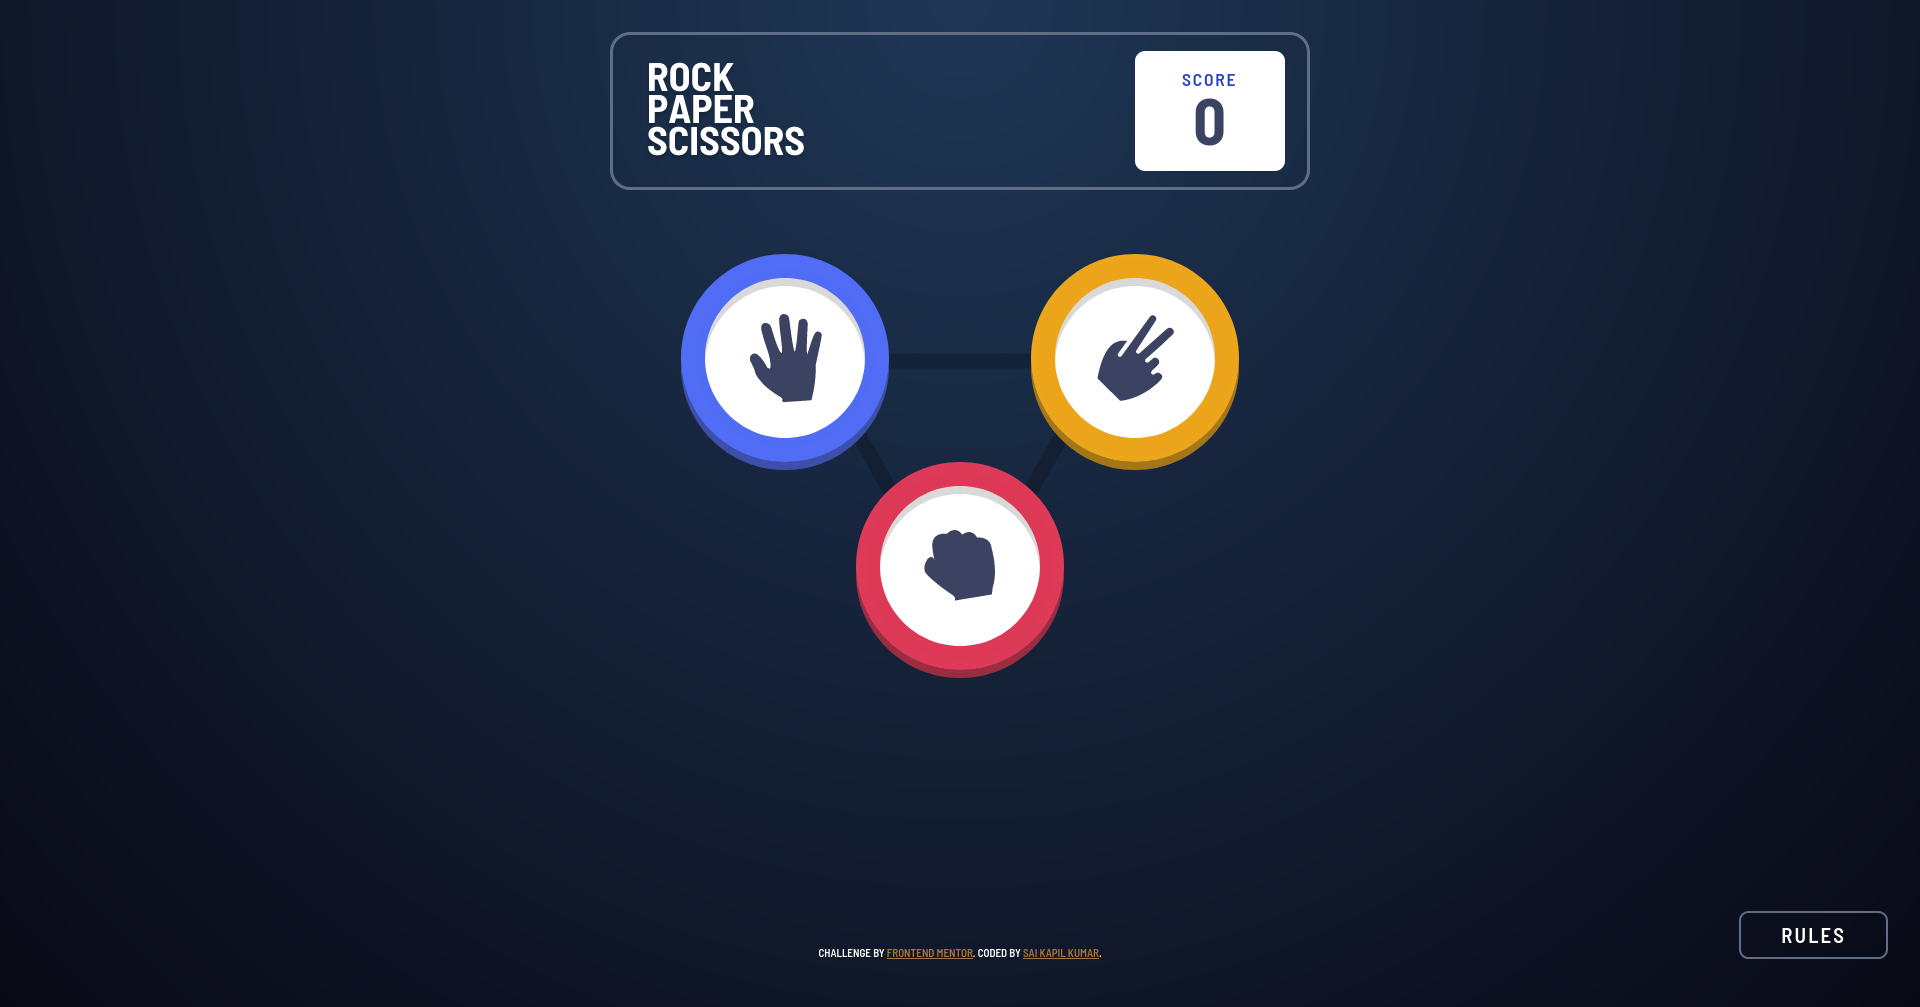 ROCK
PAPER
SCISSORS
SCORE
0
RULES
CHALLENGE BY FRONTEND MENTOR. CODED BY SAI KAPIL KUMAR.